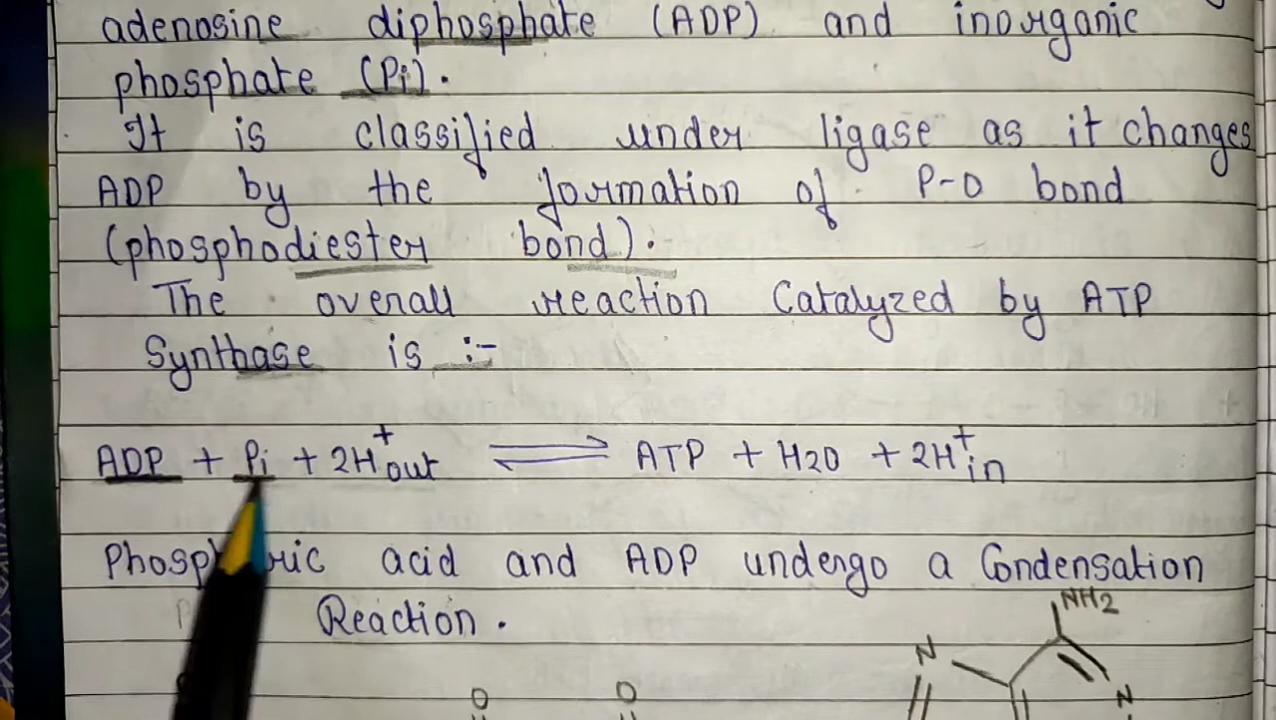 adenosine diphosphate (ADP) and inorganic
phosphate (Pi).
It is classified under ligase as it changes
ADP by the formation of P-O bond
(phosphodiester bond).
The overall reaction Catalyzed by ATP
Synthase is :-
ADP + Pi + 2H+out ⇌ ATP + H2O + 2H+in
acid and ADP undergo a Condensation
Reaction.
NH2
N
N
O O